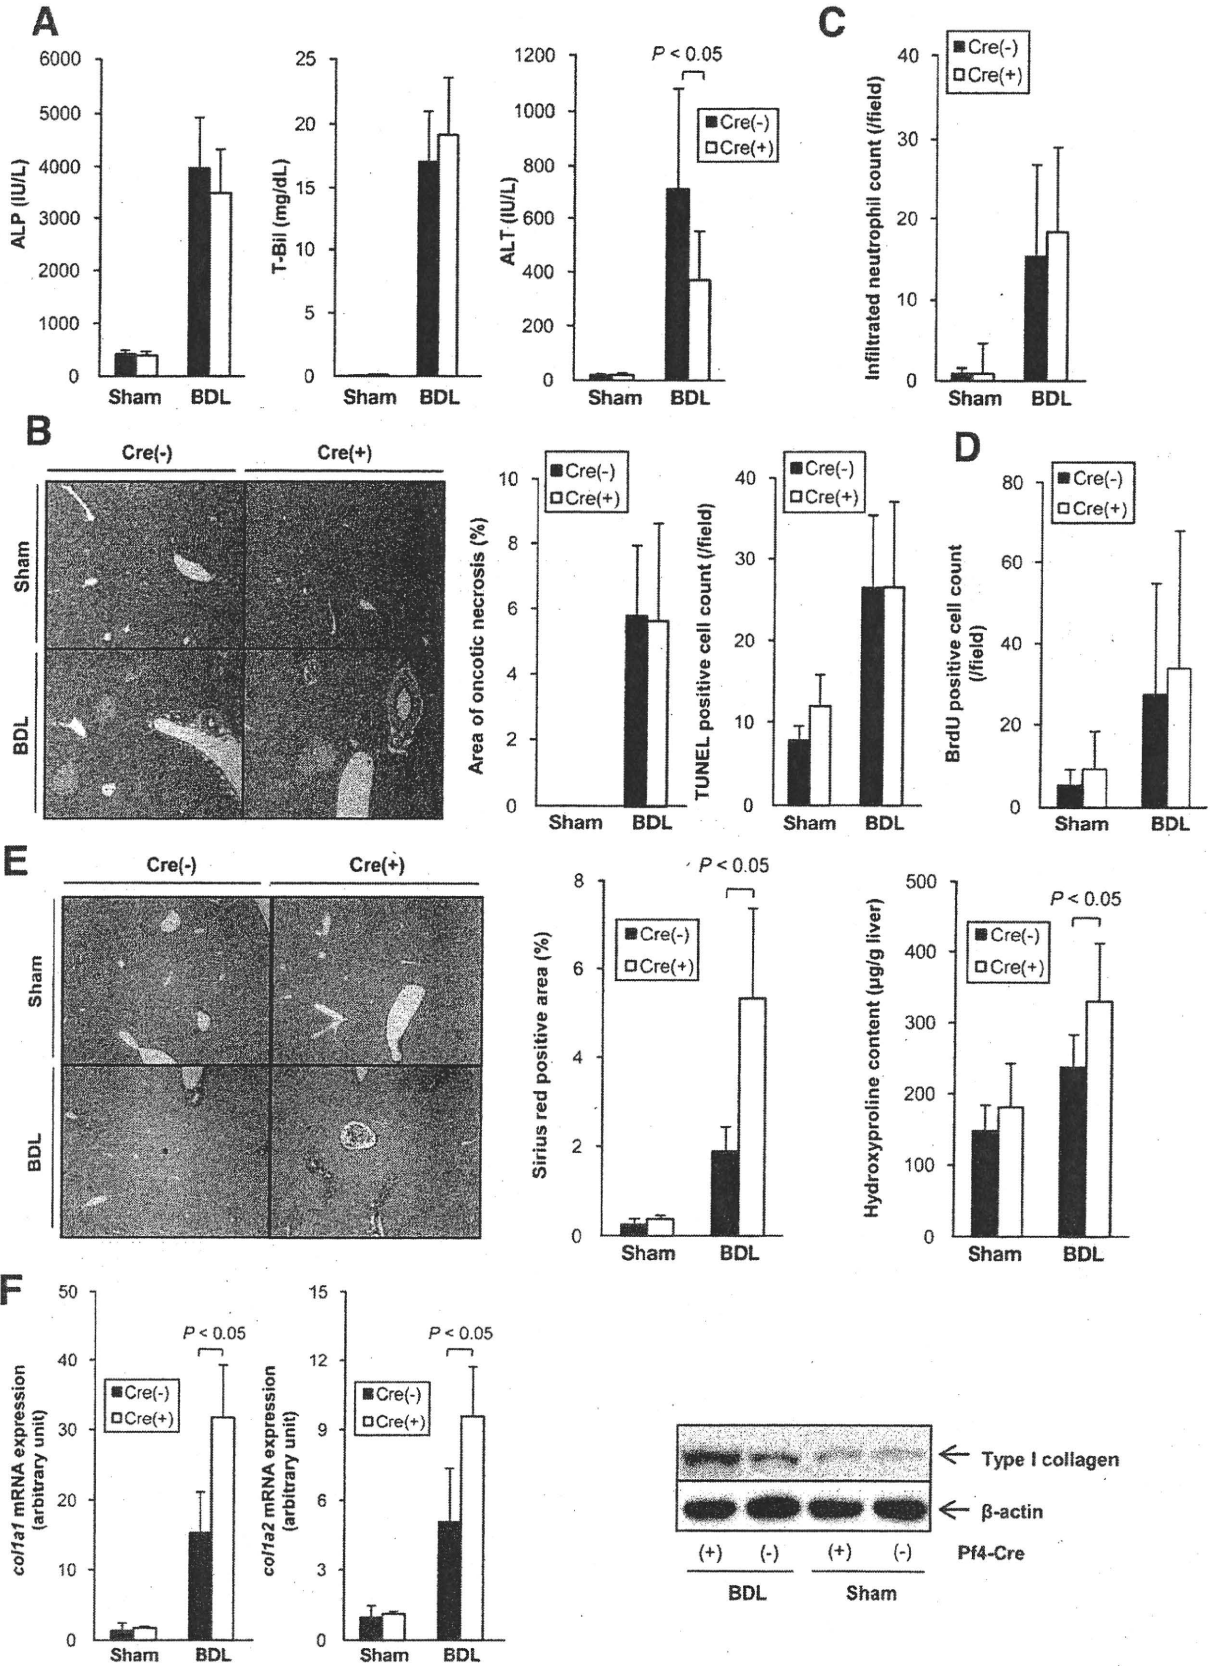 A
ALP (IU/L)
6000
5000
4000
3000
2000
1000
0
Sham BDL
T-Bil (mg/dL)
25
20
15
10
5
0
Sham BDL
ALT (IU/L)
1200
1000
800
600
400
200
0
P < 0.05
Cre(-)
Cre(+)
Sham BDL
C
Infiltrated neutrophil count (/field)
40
30
20
10
0
Cre(-)
Cre(+)
Sham BDL
B
Cre(-) Cre(+)
Sham
BDL
Area of oncotic necrosis (%)
10
8
6
4
2
0
Cre(-)
Cre(+)
Sham BDL
TUNEL positive cell count (/field)
40
30
20
10
0
Cre(-)
Cre(+)
Sham BDL
D
BrdU positive cell count
(/field)
80
60
40
20
0
Cre(-)
Cre(+)
Sham BDL
E
Cre(-) Cre(+)
Sham
BDL
Sirius red positive area (%)
8
6
4
2
0
P < 0.05
Cre(-)
Cre(+)
Sham BDL
Hydroxyproline content (µg/g liver)
500
400
300
200
100
0
P < 0.05
Cre(-)
Cre(+)
Sham BDL
F
col1a1 mRNA expression
(arbitrary unit)
50
40
30
20
10
0
P < 0.05
Cre(-)
Cre(+)
Sham BDL
col1a2 mRNA expression
(arbitrary unit)
15
12
9
6
3
0
P < 0.05
Cre(-)
Cre(+)
Sham BDL
Type I collagen
β-actin
(+) (-) (+) (-) Pf4-Cre
BDL Sham